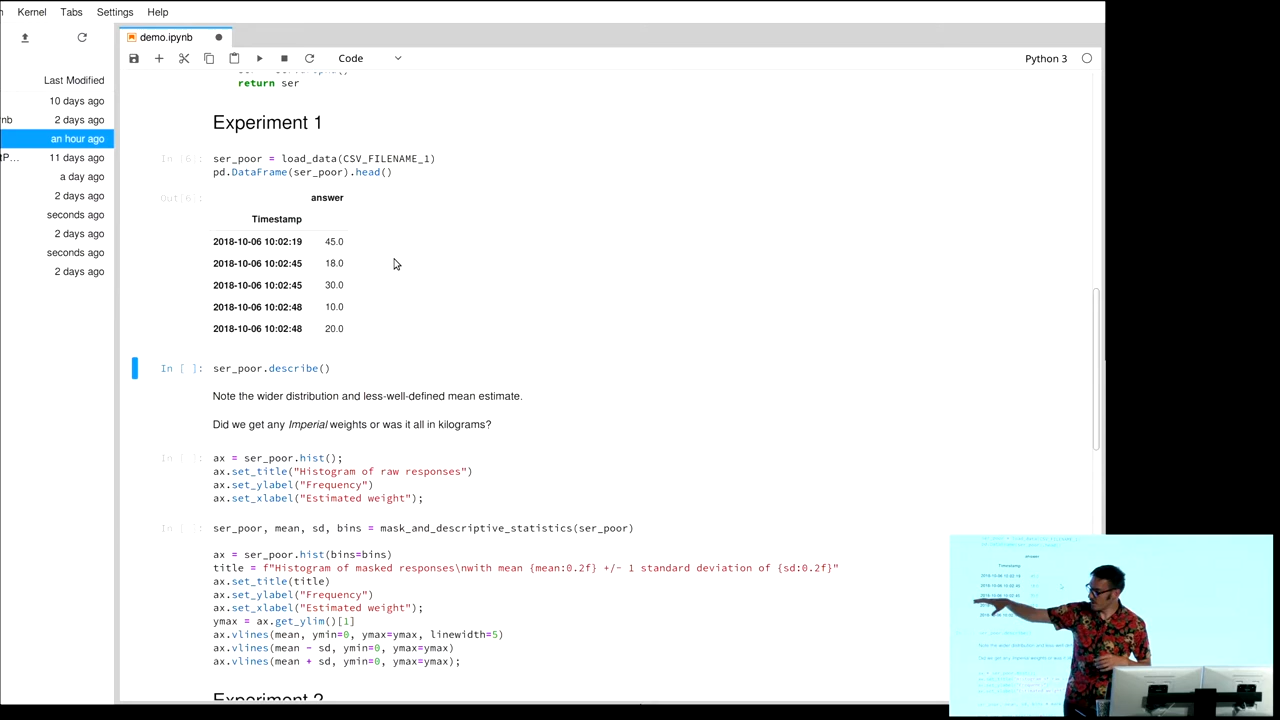 Kernel Tabs Settings Help
demo.ipynb
Code
Python 3
Last Modified
10 days ago
nb 2 days ago
an hour ago
tP... 11 days ago
a day ago
2 days ago
seconds ago
2 days ago
seconds ago
2 days ago
return ser
Experiment 1
In [6]: ser_poor = load_data(CSV_FILENAME_1)
pd.DataFrame(ser_poor).head()
Out[6]: answer
Timestamp
2018-10-06 10:02:19 45.0
2018-10-06 10:02:45 18.0
2018-10-06 10:02:45 30.0
2018-10-06 10:02:48 10.0
2018-10-06 10:02:48 20.0
In [ ]: ser_poor.describe()
Note the wider distribution and less-well-defined mean estimate.
Did we get any Imperial weights or was it all in kilograms?
In [ ]: ax = ser_poor.hist();
ax.set_title("Histogram of raw responses")
ax.set_ylabel("Frequency")
ax.set_xlabel("Estimated weight");
In [ ]: ser_poor, mean, sd, bins = mask_and_descriptive_statistics(ser_poor)
ax = ser_poor.hist(bins=bins)
title = f"Histogram of masked responses\nwith mean {mean:0.2f} +/- 1 standard deviation of {sd:0.2f}"
ax.set_title(title)
ax.set_ylabel("Frequency")
ax.set_xlabel("Estimated weight");
ymax = ax.get_ylim()[1]
ax.vlines(mean, ymin=0, ymax=ymax, linewidth=5)
ax.vlines(mean - sd, ymin=0, ymax=ymax)
ax.vlines(mean + sd, ymin=0, ymax=ymax);
Experiment 2